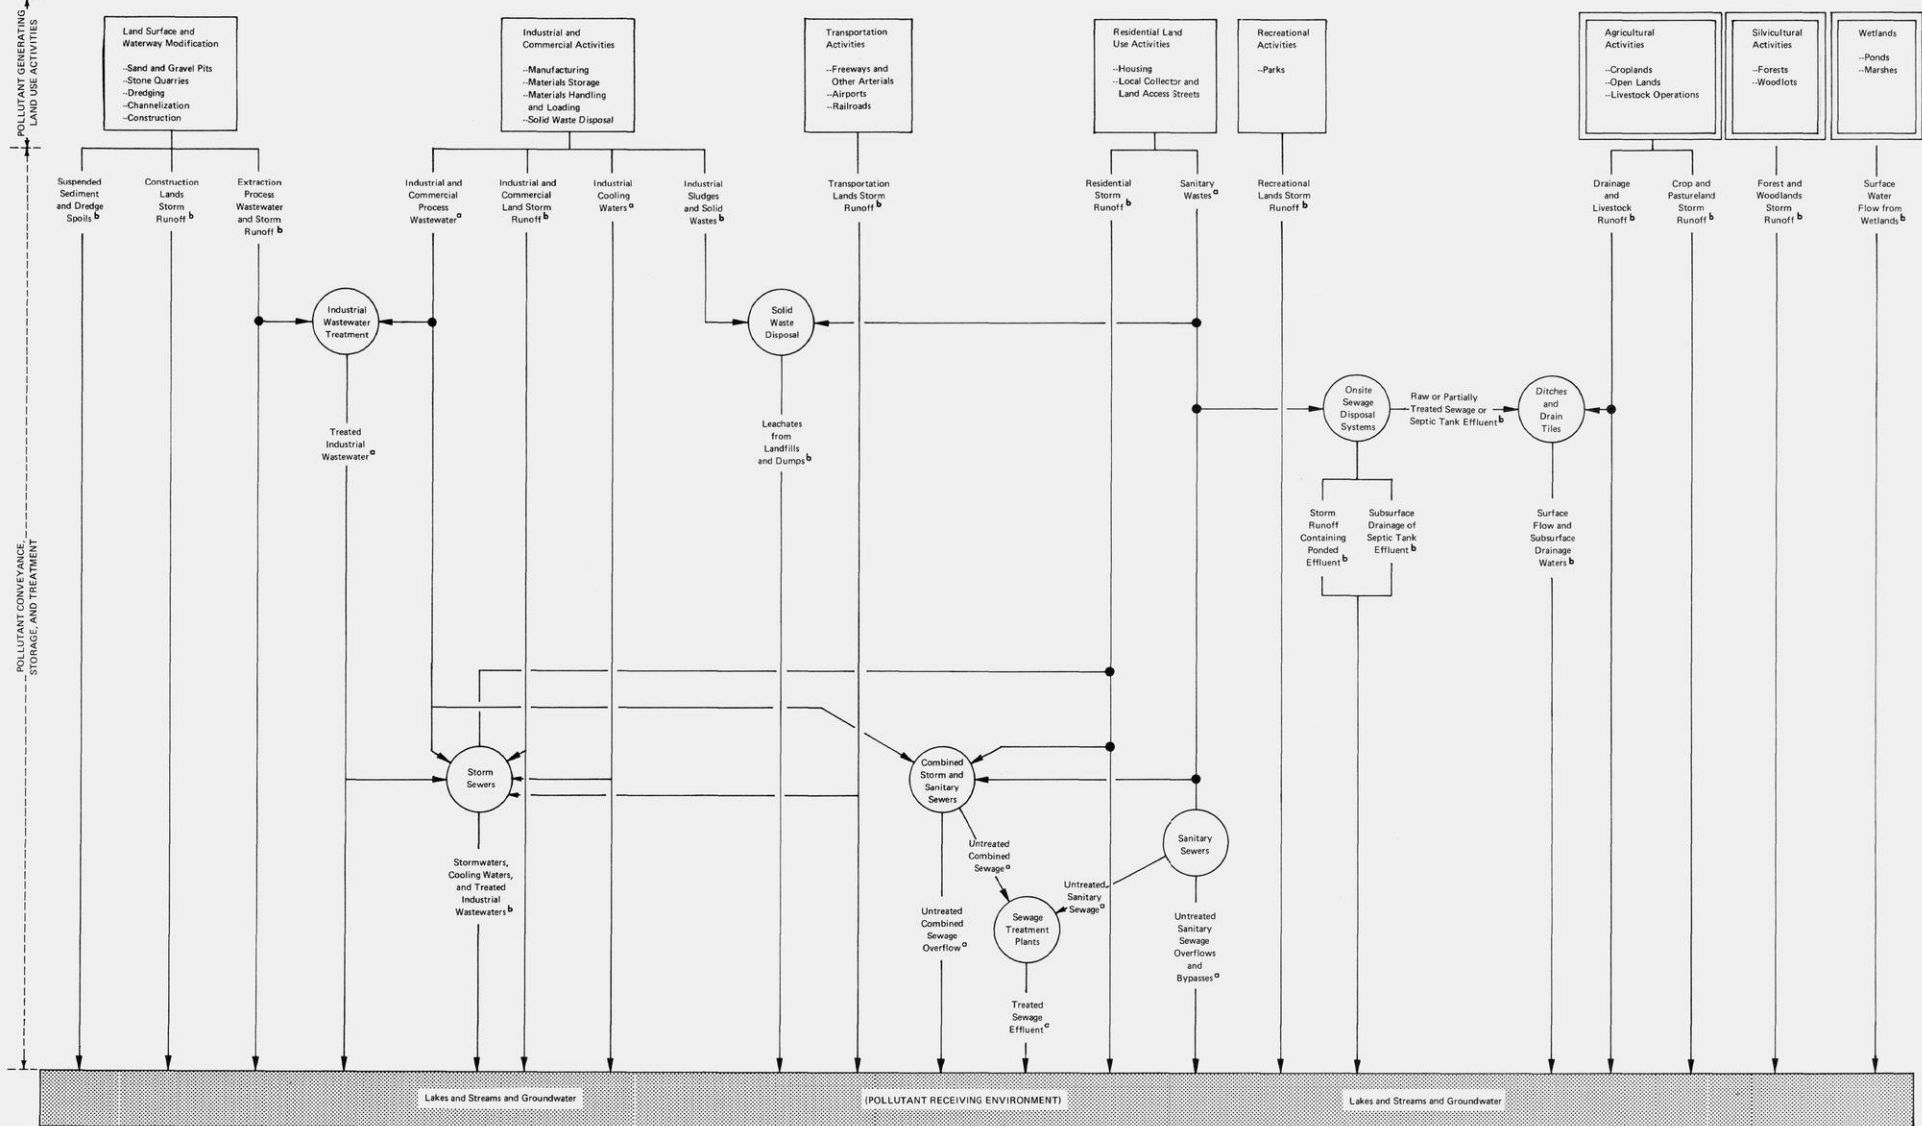 POLLUTANT GENERATING
LAND USE ACTIVITIES
Land Surface and
Waterway Modification
--Sand and Gravel Pits
--Stone Quarries
--Dredging
--Channelization
--Construction
Industrial and
Commercial Activities
--Manufacturing
--Materials Storage
--Materials Handling
and Loading
--Solid Waste Disposal
Transportation
Activities
--Freeways and
Other Arterials
--Airports
--Railroads
Residential Land
Use Activities
--Housing
--Local Collector and
Land Access Streets
Recreational
Activities
--Parks
Agricultural
Activities
--Croplands
--Open Lands
--Livestock Operations
Silvicultural
Activities
--Forests
--Woodlots
Wetlands
--Ponds
--Marshes
POLLUTANT CONVEYANCE,
STORAGE, AND TREATMENT
Suspended
Sediment
and Dredge
Spoils b
Construction
Lands
Storm
Runoff b
Extraction
Process
Wastewater
and Storm
Runoff b
Industrial and
Commercial
Process
Wastewater a
Industrial and
Commercial
Land Storm
Runoff b
Industrial
Cooling
Waters a
Industrial
Sludges
and Solid
Wastes b
Transportation
Lands Storm
Runoff b
Residential
Storm
Runoff b
Sanitary
Wastes a
Recreational
Lands Storm
Runoff b
Drainage
and
Livestock
Runoff b
Crop and
Pastureland
Storm
Runoff b
Forest and
Woodlands
Storm
Runoff b
Surface
Water
Flow from
Wetlands b
Industrial
Wastewater
Treatment
Solid
Waste
Disposal
Onsite
Sewage
Disposal
Systems
Raw or Partially
Treated Sewage or
Septic Tank Effluent b
Ditches
and
Drain
Tiles
Treated
Industrial
Wastewater a
Leachates
from
Landfills
and Dumps b
Storm
Runoff
Containing
Ponded
Effluent b
Subsurface
Drainage of
Septic Tank
Effluent b
Surface
Flow and
Subsurface
Drainage
Waters b
Storm
Sewers
Combined
Storm and
Sanitary
Sewers
Sanitary
Sewers
Stormwaters,
Cooling Waters,
and Treated
Industrial
Wastewaters b
Untreated
Combined
Sewage a
Untreated
Sanitary
Sewage a
Untreated
Combined
Sewage
Overflow a
Sewage
Treatment
Plants
Untreated
Sanitary
Sewage
Overflows
and
Bypasses a
Treated
Sewage
Effluent c
Lakes and Streams and Groundwater
(POLLUTANT RECEIVING ENVIRONMENT)
Lakes and Streams and Groundwater